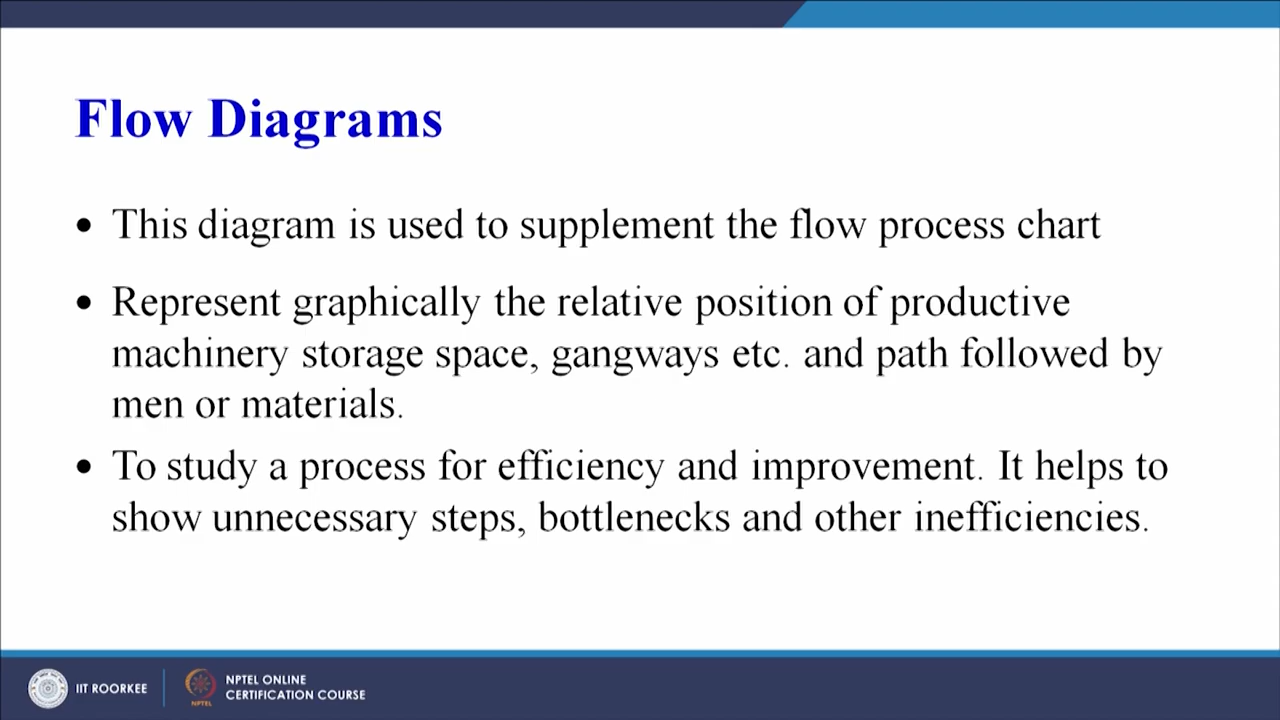 Flow Diagrams
• This diagram is used to supplement the flow process chart
• Represent graphically the relative position of productive
machinery storage space, gangways etc. and path followed by
men or materials.
• To study a process for efficiency and improvement. It helps to
show unnecessary steps, bottlenecks and other inefficiencies.
IIT ROORKEE
NPTEL ONLINE
CERTIFICATION COURSE
NPTEL